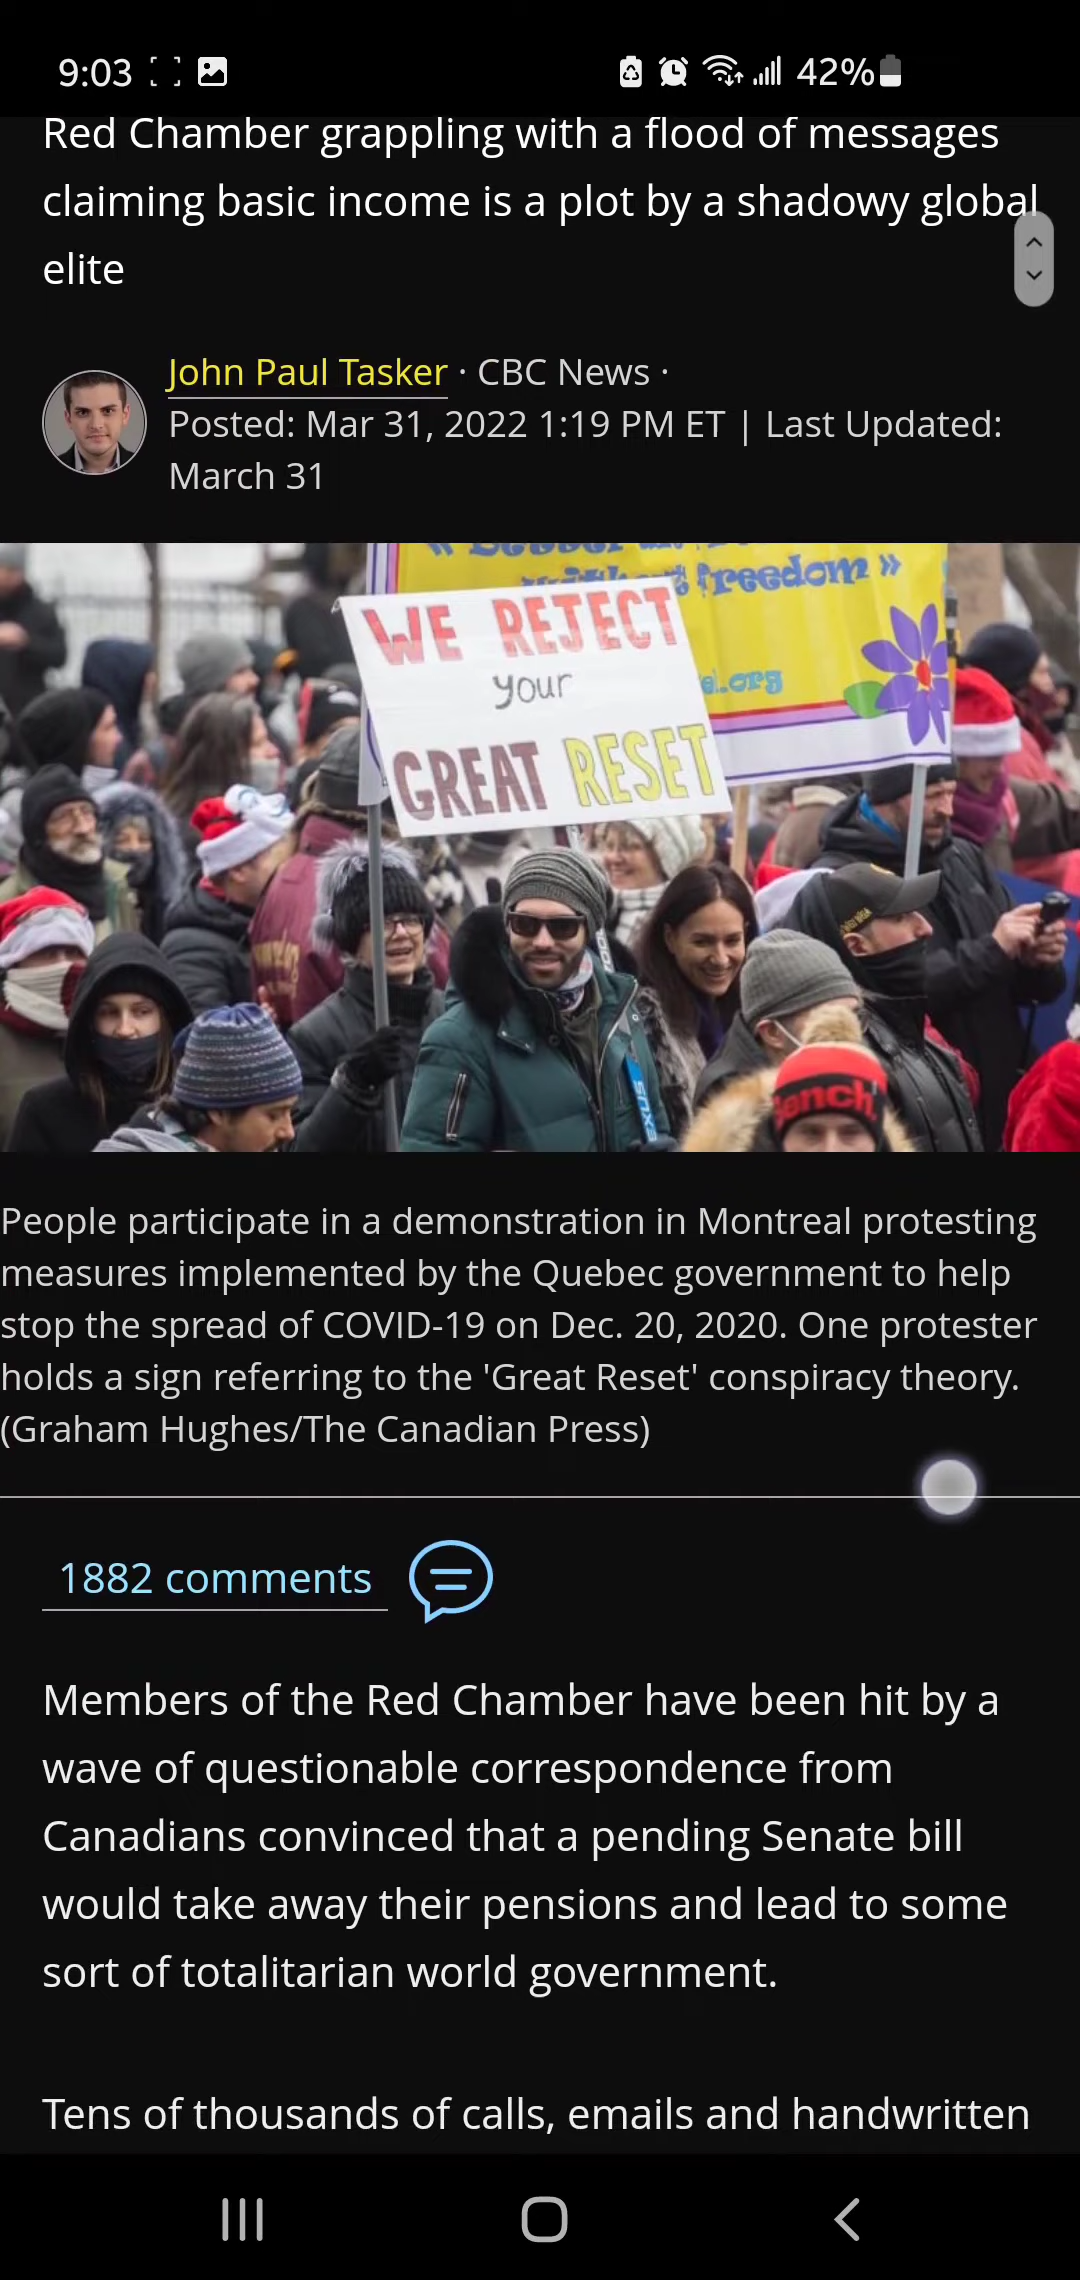 9:03 42%
Red Chamber grappling with a flood of messages
claiming basic income is a plot by a shadowy global
elite
John Paul Tasker · CBC News ·
Posted: Mar 31, 2022 1:19 PM ET | Last Updated:
March 31
freedom »
WE REJECT
your
GREAT RESET
.org
Bench
EXUS
People participate in a demonstration in Montreal protesting
measures implemented by the Quebec government to help
stop the spread of COVID-19 on Dec. 20, 2020. One protester
holds a sign referring to the 'Great Reset' conspiracy theory.
(Graham Hughes/The Canadian Press)
1882 comments
Members of the Red Chamber have been hit by a
wave of questionable correspondence from
Canadians convinced that a pending Senate bill
would take away their pensions and lead to some
sort of totalitarian world government.
Tens of thousands of calls, emails and handwritten